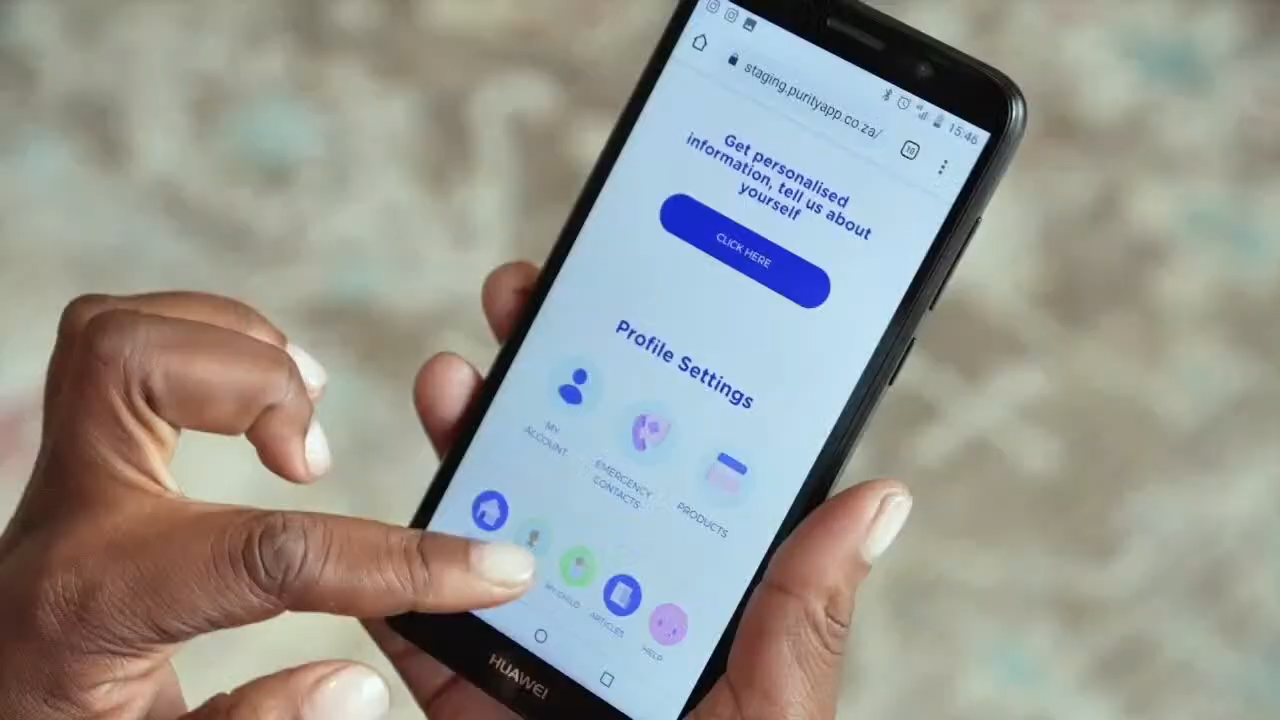 15:46
staging.purityapp.co.za/
10
Get personalised
information, tell us about
yourself
CLICK HERE
Profile Settings
MY
ACCOUNT
EMERGENCY
CONTACTS
PRODUCTS
MY CHILD
ARTICLES
HELP
HUAWEI